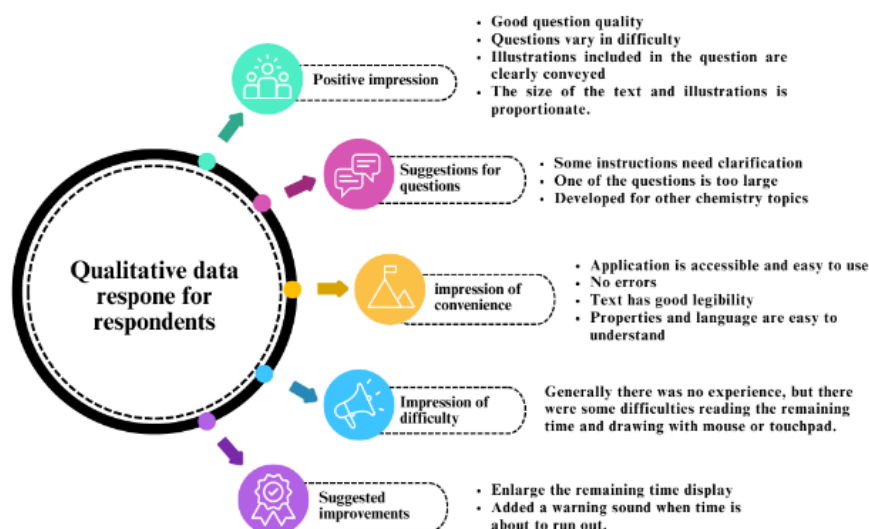 Qualitative data
respone for
respondents
Positive impression
• Good question quality
• Questions vary in difficulty
• Illustrations included in the question are
clearly conveyed
• The size of the text and illustrations is
proportionate.
Suggestions for
questions
• Some instructions need clarification
• One of the questions is too large
• Developed for other chemistry topics
impression of
convenience
• Application is accessible and easy to use
• No errors
• Text has good legibility
• Properties and language are easy to
understand
Impression of
difficulty
Generally there was no experience, but there
were some difficulties reading the remaining
time and drawing with mouse or touchpad.
Suggested
improvements
• Enlarge the remaining time display
• Added a warning sound when time is
about to run out.